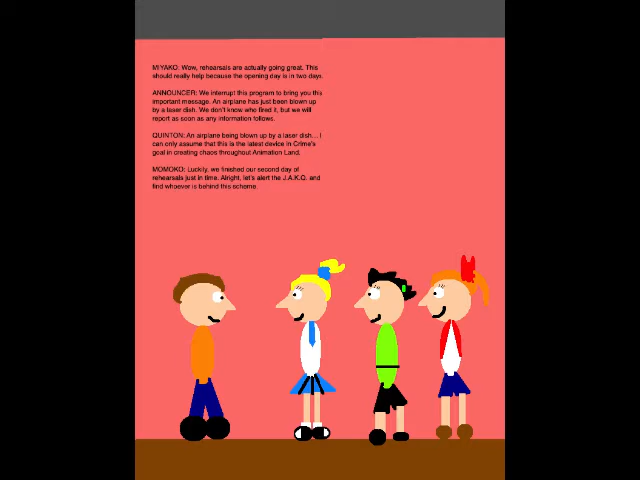 MIYAKO: Wow, rehearsals are actually going great. This
should really help because the opening day is in two days.
ANNOUNCER: We interrupt this program to bring you this
important message. An airplane has just been blown up
by a laser dish. We don't know who fired it, but we will
report as soon as any information follows.
QUINTON: An airplane being blown up by a laser dish... I
can only assume that this is the latest device in Crime's
goal in creating chaos throughout Animation Land.
MOMOKO: Luckily, we finished our second day of
rehearsals just in time. Alright, let's alert the J.A.K.Q. and
find whoever is behind this scheme.